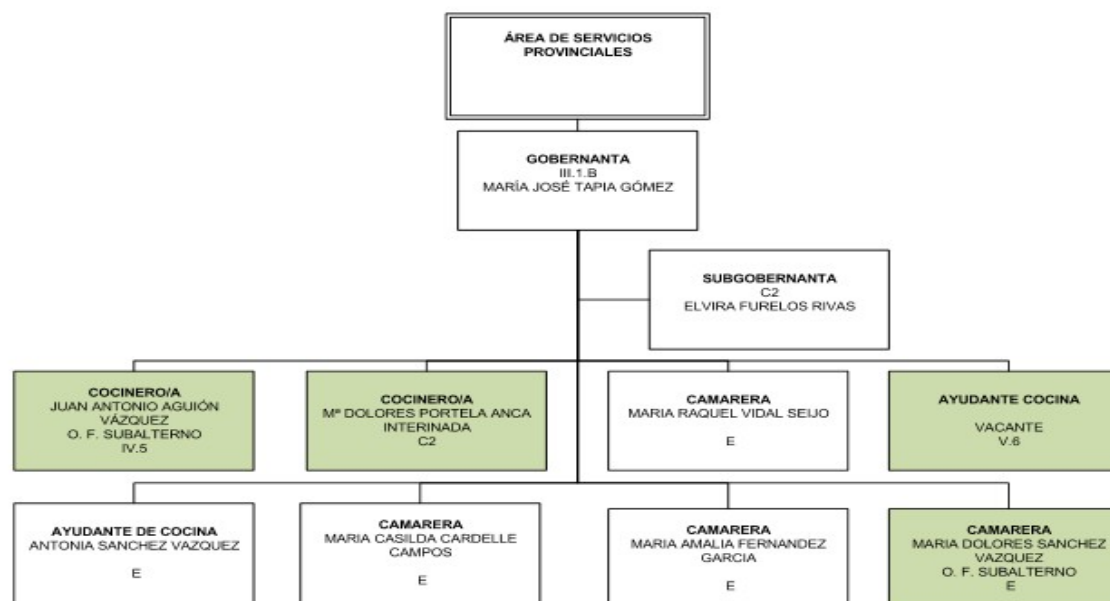 ÁREA DE SERVICIOS
PROVINCIALES
GOBERNANTA
III.1.B
MARÍA JOSÉ TAPIA GÓMEZ
SUBGOBERNANTA
C2
ELVIRA FURELOS RIVAS
COCINERO/A
JUAN ANTONIO AGUIÓN
VÁZQUEZ
O. F. SUBALTERNO
IV.5
COCINERO/A
Mª DOLORES PORTELA ANCA
INTERINADA
C2
CAMARERA
MARIA RAQUEL VIDAL SEIJO
E
AYUDANTE COCINA
VACANTE
V.6
AYUDANTE DE COCINA
ANTONIA SANCHEZ VAZQUEZ
E
CAMARERA
MARIA CASILDA CARDELLE
CAMPOS
E
CAMARERA
MARIA AMALIA FERNANDEZ
GARCIA
E
CAMARERA
MARIA DOLORES SANCHEZ
VAZQUEZ
O. F. SUBALTERNO
E